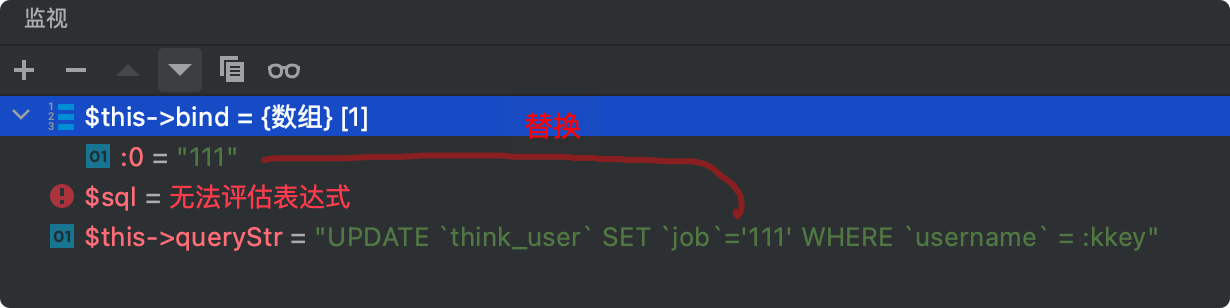 监视
$this->bind = {数组} [1]
替换
:0 = "111"
$sql = 无法评估表达式
$this->queryStr = "UPDATE `think_user` SET `job`='111' WHERE `username` = :kkey"